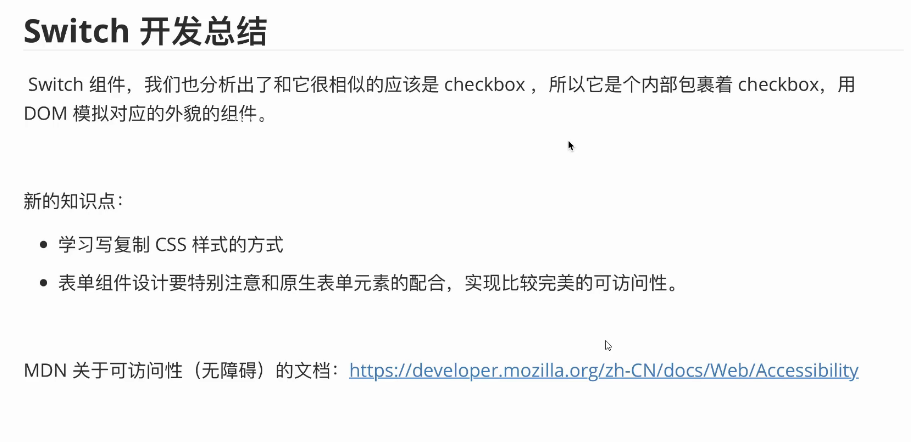 Switch 开发总结
Switch 组件，我们也分析出了和它很相似的应该是 checkbox ，所以它是个内部包裹着 checkbox，用
DOM 模拟对应的外貌的组件。
新的知识点：
学习写复制 CSS 样式的方式
表单组件设计要特别注意和原生表单元素的配合，实现比较完美的可访问性。
MDN 关于可访问性（无障碍）的文档：https://developer.mozilla.org/zh-CN/docs/Web/Accessibility